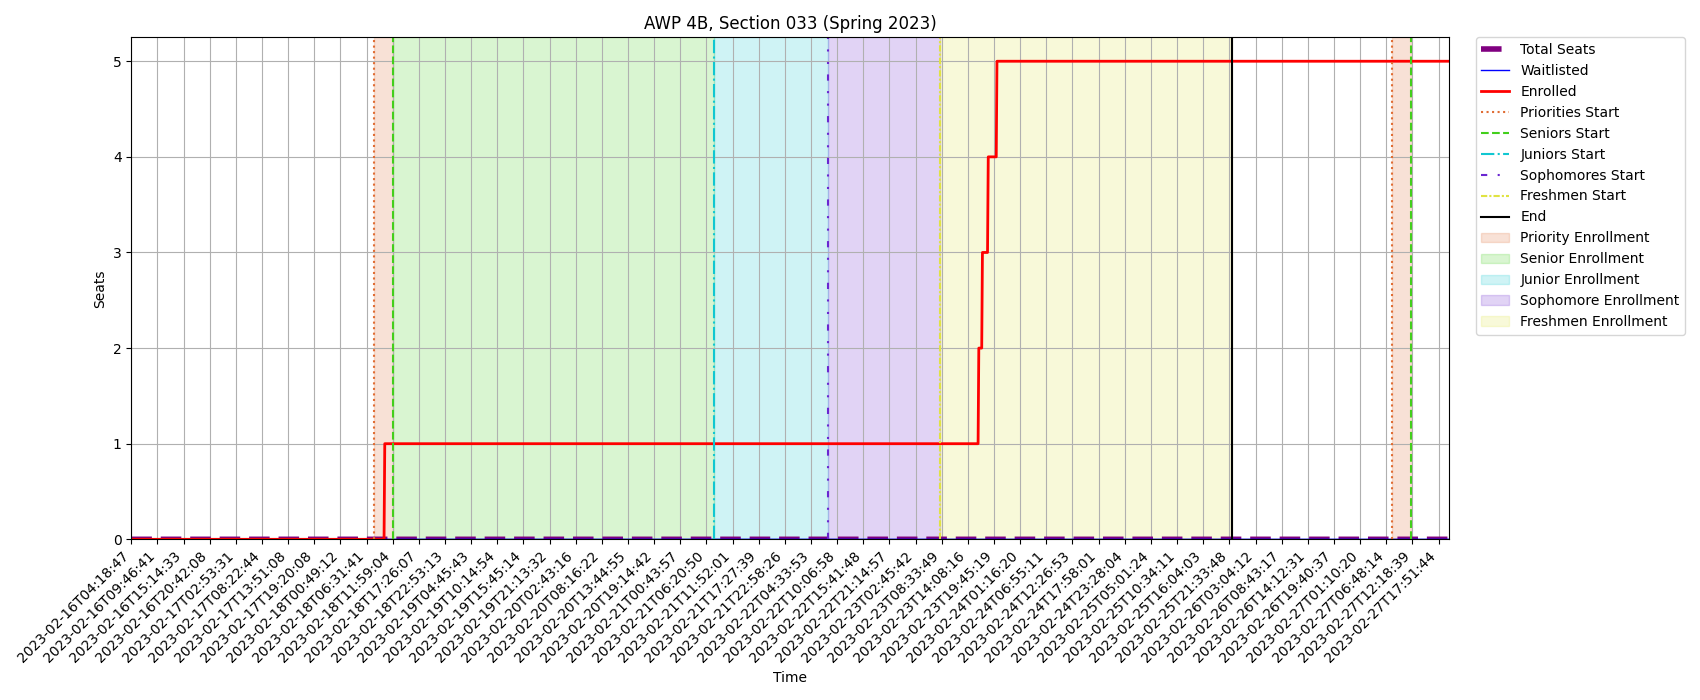 AWP 4B, Section 033 (Spring 2023)
Seats
5
4
3
2
1
0
2023-02-16T04:18:47
2023-02-16T09:46:41
2023-02-16T15:14:33
2023-02-16T20:42:08
2023-02-17T02:53:31
2023-02-17T08:22:44
2023-02-17T13:51:08
2023-02-17T19:20:08
2023-02-18T00:49:12
2023-02-18T06:31:41
2023-02-18T11:59:04
2023-02-18T17:26:07
2023-02-18T22:53:13
2023-02-19T04:45:43
2023-02-19T10:14:54
2023-02-19T15:45:14
2023-02-19T21:13:32
2023-02-20T02:43:16
2023-02-20T08:16:22
2023-02-20T13:44:55
2023-02-20T19:14:42
2023-02-21T00:43:57
2023-02-21T06:20:50
2023-02-21T11:52:01
2023-02-21T17:27:39
2023-02-21T22:58:26
2023-02-22T04:33:53
2023-02-22T10:06:58
2023-02-22T15:41:48
2023-02-22T21:14:57
2023-02-23T02:45:42
2023-02-23T08:33:49
2023-02-23T14:08:16
2023-02-23T19:45:19
2023-02-24T01:16:20
2023-02-24T06:55:11
2023-02-24T12:26:53
2023-02-24T17:58:01
2023-02-24T23:28:04
2023-02-25T05:01:24
2023-02-25T10:34:11
2023-02-25T16:04:03
2023-02-25T21:33:48
2023-02-26T03:04:12
2023-02-26T08:43:17
2023-02-26T14:12:31
2023-02-26T19:40:37
2023-02-27T01:10:20
2023-02-27T06:48:14
2023-02-27T12:18:39
2023-02-27T17:51:44
Time
Total Seats
Waitlisted
Enrolled
Priorities Start
Seniors Start
Juniors Start
Sophomores Start
Freshmen Start
End
Priority Enrollment
Senior Enrollment
Junior Enrollment
Sophomore Enrollment
Freshmen Enrollment